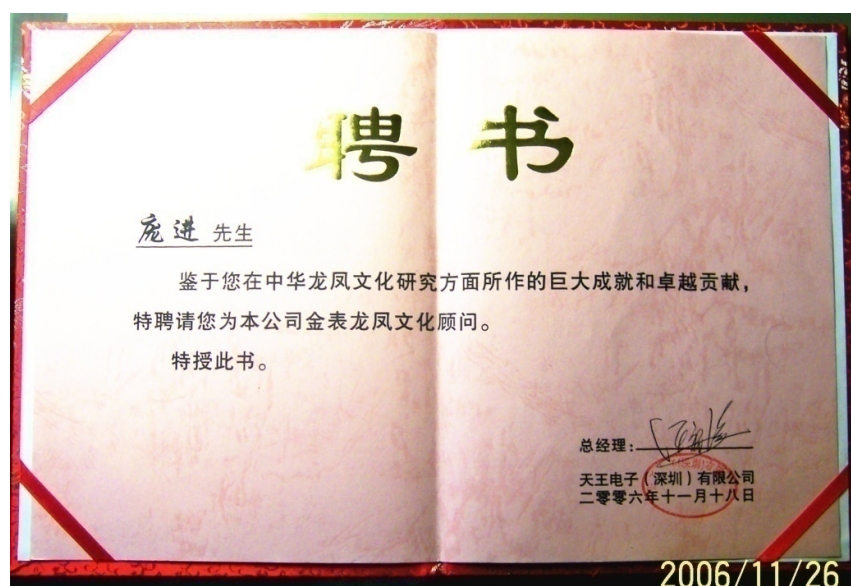 聘书
庞进 先生
鉴于您在中华龙凤文化研究方面所作的巨大成就和卓越贡献，
特聘请您为本公司金表龙凤文化顾问。
特授此书。
总经理：
天王电子（深圳）有限公司
二零零六年十一月十八日
2006/11/26